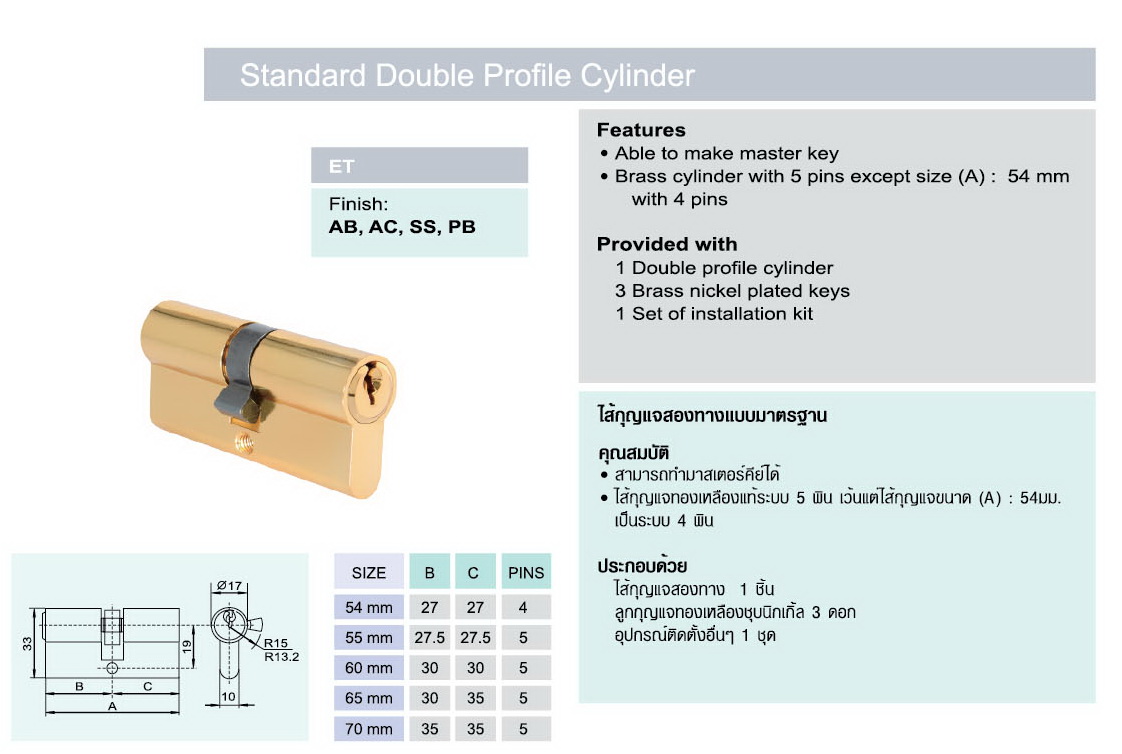 Standard Double Profile Cylinder
ET
Finish:
AB, AC, SS, PB
Features
• Able to make master key
• Brass cylinder with 5 pins except size (A) : 54 mm
with 4 pins
Provided with
1 Double profile cylinder
3 Brass nickel plated keys
1 Set of installation kit
ไส้กุญแจสองทางแบบมาตรฐาน
คุณสมบัติ
• สามารถทำมาสเตอร์คีย์ได้
• ไส้กุญแจทองเหลืองแท้ระบบ 5 พิน เว้นแต่ไส้กุญแจขนาด (A) : 54มม.
เป็นระบบ 4 พิน
ประกอบด้วย
ไส้กุญแจสองทาง 1 ชิ้น
ลูกกุญแจทองเหลืองชุบนิกเกิ้ล 3 ดอก
อุปกรณ์ติดตั้งอื่นๆ 1 ชุด
Ø17
33
19
R15
R13.2
B C
A
10
SIZE B C PINS
54 mm 27 27 4
55 mm 27.5 27.5 5
60 mm 30 30 5
65 mm 30 35 5
70 mm 35 35 5